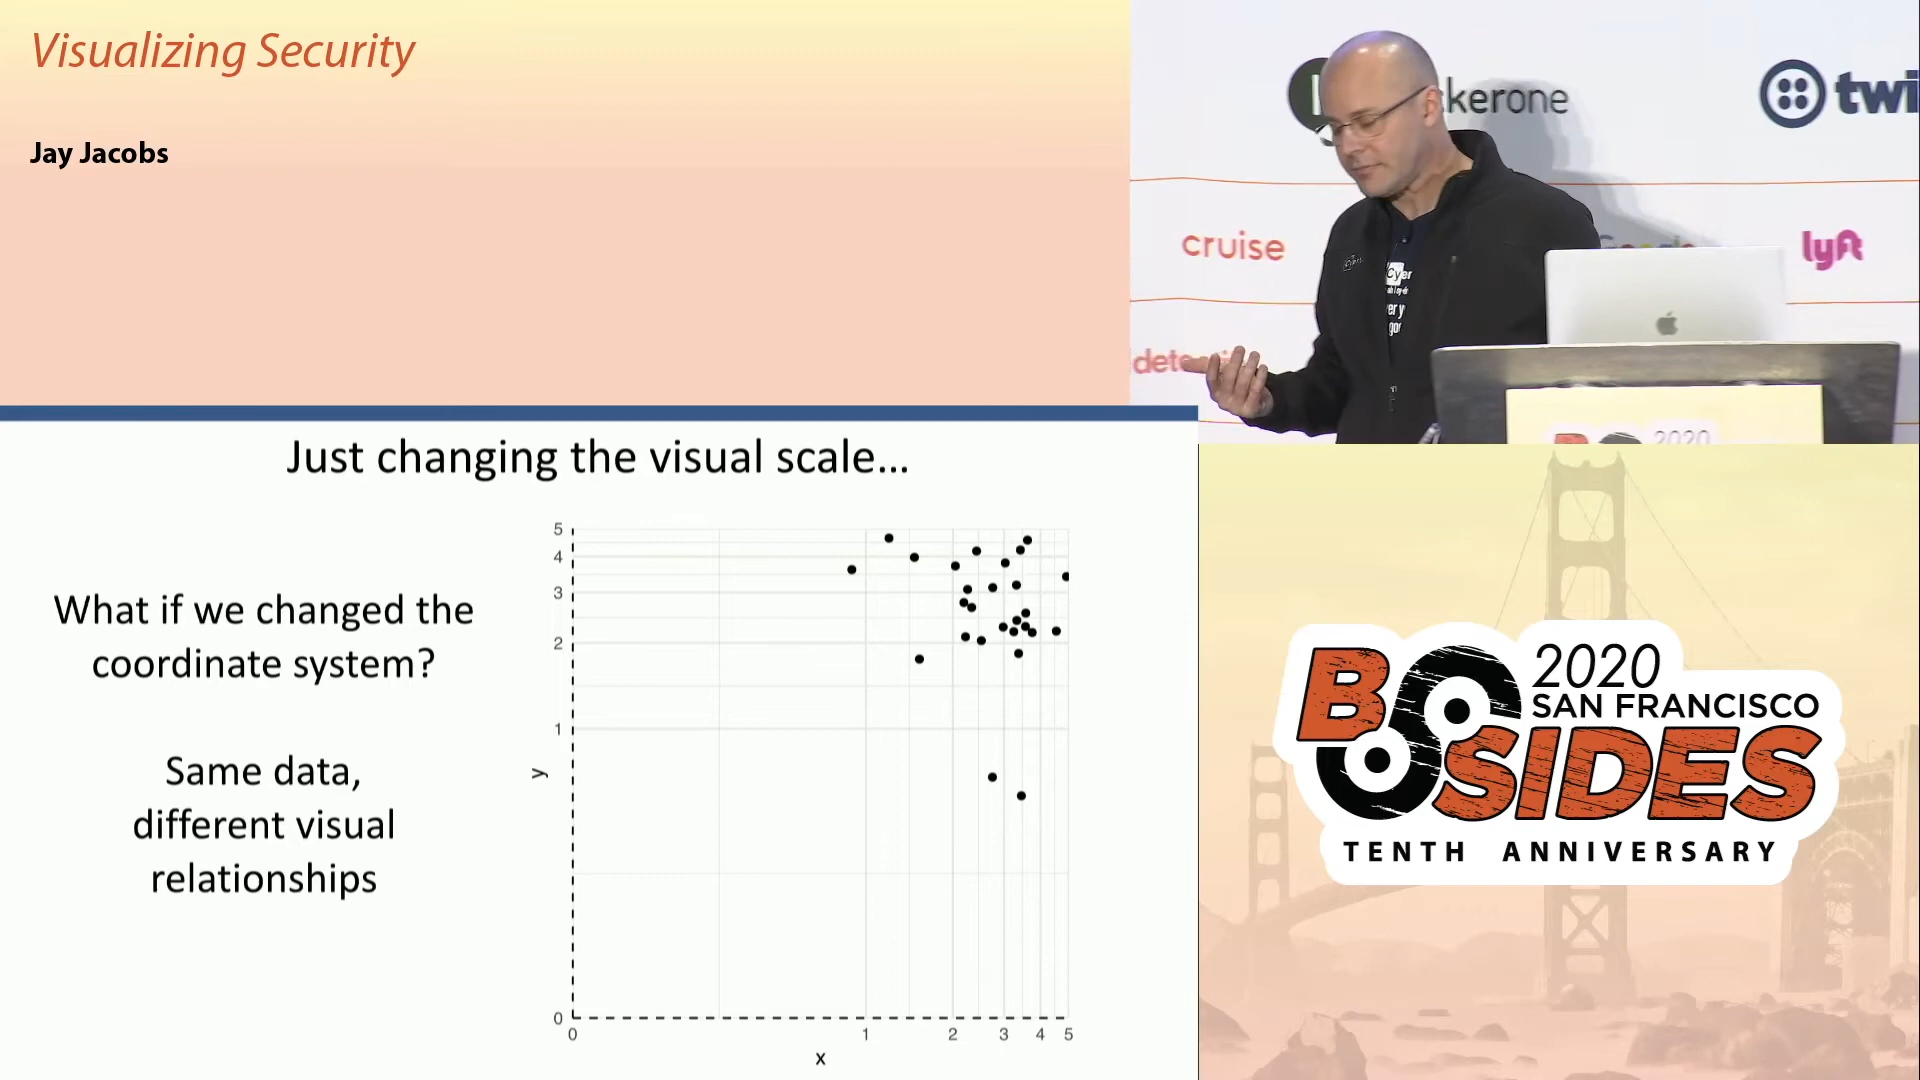 Visualizing Security
Jay Jacobs
kerone
twi
cruise
lyft
2020
Just changing the visual scale...
What if we changed the
coordinate system?
Same data,
different visual
relationships
5
4
3
2
1
0
y
0 1 2 3 4 5
x
2020
SAN FRANCISCO
BSIDES
TENTH ANNIVERSARY